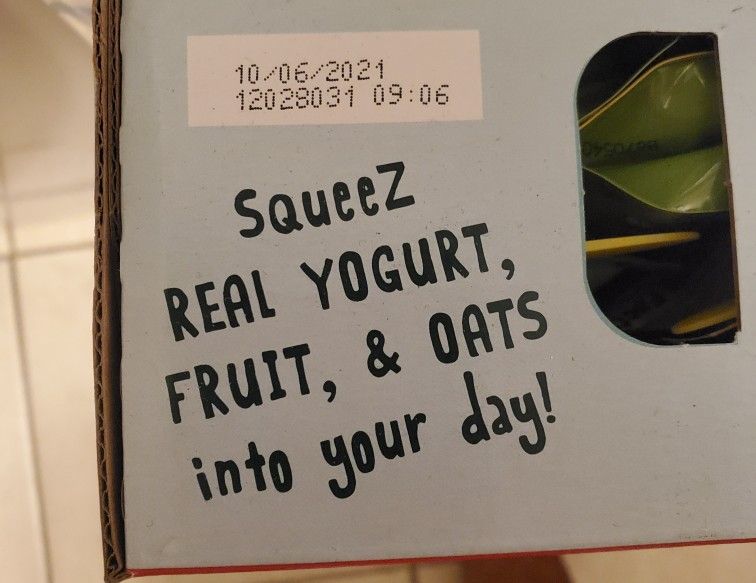 10/06/2021
12028031 09:06
SqueeZ
REAL YOGURT,
FRUIT, & OATS
into your day!